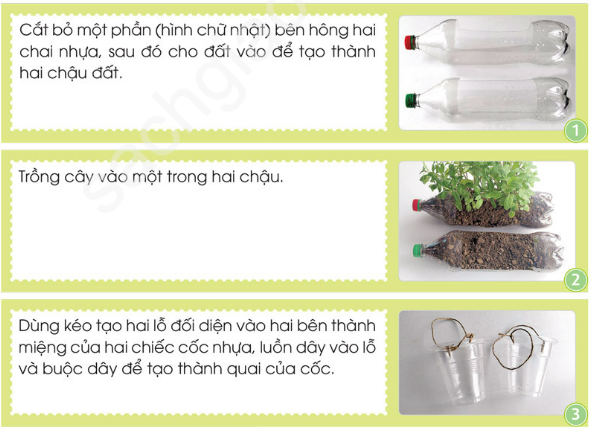 Cắt bỏ một phần (hình chữ nhật) bên hông hai
chai nhựa, sau đó cho đất vào để tạo thành
hai chậu đất.
1
Trồng cây vào một trong hai chậu.
2
Dùng kéo tạo hai lỗ đối diện vào hai bên thành
miệng của hai chiếc cốc nhựa, luồn dây vào lỗ
và buộc dây để tạo thành quai của cốc.
3